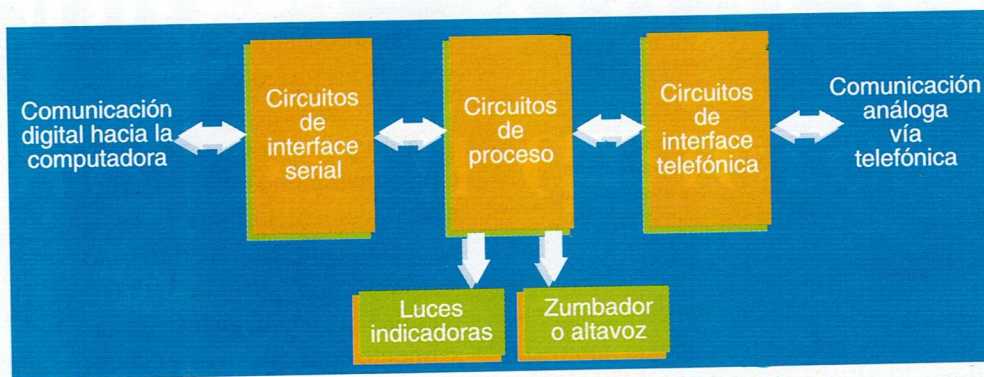 Comunicación
digital hacia la
computadora
Circuitos
de
interface
serial
Circuitos
de
proceso
Circuitos
de
interface
telefónica
Comunicación
análoga
vía
telefónica
Luces
indicadoras
Zumbador
o altavoz